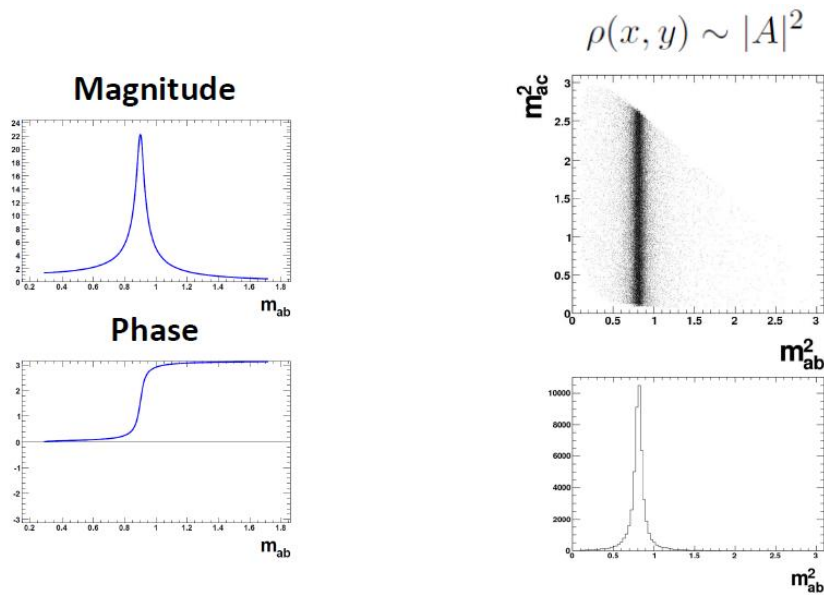 ρ(x, y) ∼ |A|²
Magnitude
24
22
20
18
16
14
12
10
8
6
4
2
0
0.2 0.4 0.6 0.8 1 1.2 1.4 1.6 1.8
m_ab
Phase
3
2
1
0
-1
-2
-3
0.2 0.4 0.6 0.8 1 1.2 1.4 1.6 1.8
m_ab
m²_ac
3
2.5
2
1.5
1
0.5
0
0 0.5 1 1.5 2 2.5 3
m²_ab
10000
8000
6000
4000
2000
0
0 0.5 1 1.5 2 2.5 3
m²_ab